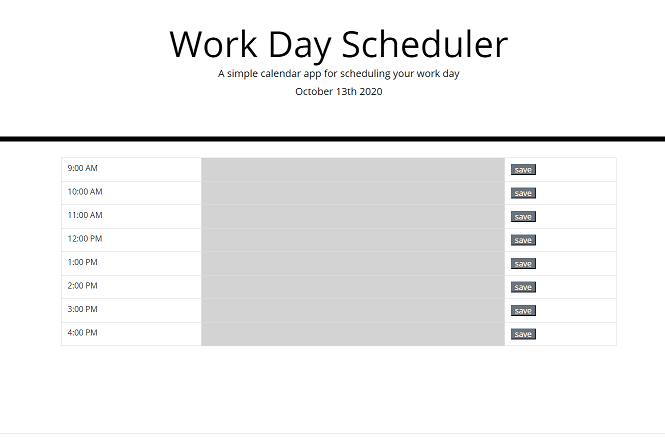 Work Day Scheduler
A simple calendar app for scheduling your work day
October 13th 2020
9:00 AM save
10:00 AM save
11:00 AM save
12:00 PM save
1:00 PM save
2:00 PM save
3:00 PM save
4:00 PM save